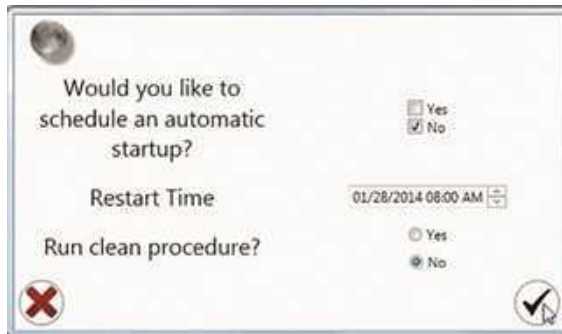 Would you like to
schedule an automatic
startup?
Yes
No
Restart Time
01/28/2014 08:00 AM
Run clean procedure?
Yes
No